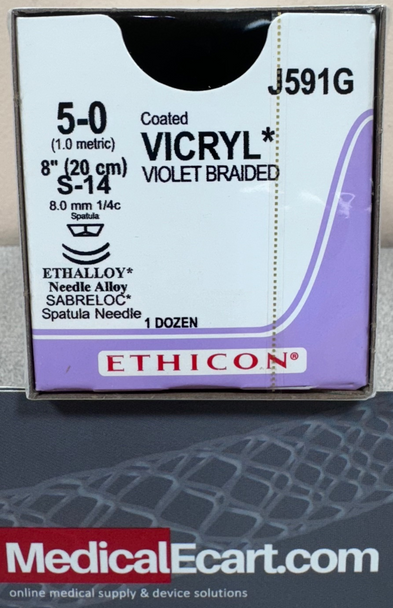 J591G
5-0
(1.0 metric)
8" (20 cm)
S-14
8.0 mm 1/4c
Spatula
Coated
VICRYL*
VIOLET BRAIDED
ETHALLOY*
Needle Alloy
SABRELOC*
Spatula Needle
1 DOZEN
ETHICON®
MedicalEcart.com
online medical supply & device solutions